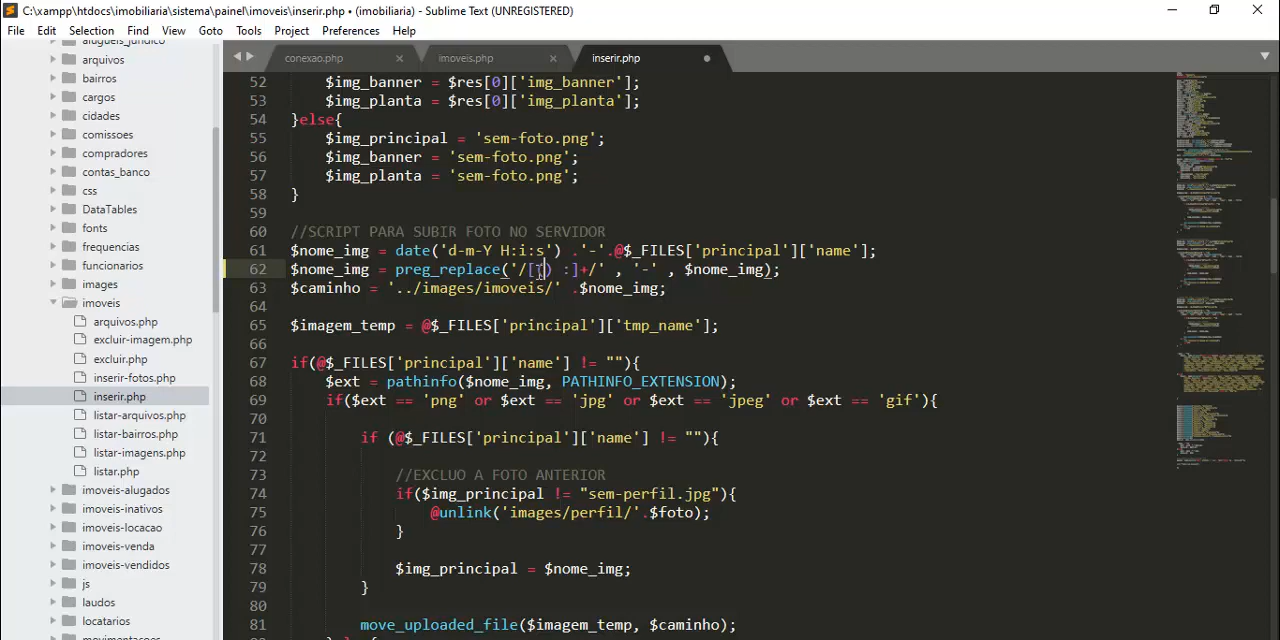 C:\xampp\htdocs\imobiliaria\sistema\painel\imoveis\inserir.php • (imobiliaria) - Sublime Text (UNREGISTERED)
File Edit Selection Find View Goto Tools Project Preferences Help
alugueis_juridico
arquivos
bairros
cargos
cidades
comissoes
compradores
contas_banco
css
DataTables
fonts
frequencias
funcionarios
images
imoveis
arquivos.php
excluir-imagem.php
excluir.php
inserir-fotos.php
inserir.php
listar-arquivos.php
listar-bairros.php
listar-imagens.php
listar.php
imoveis-alugados
imoveis-inativos
imoveis-locacao
imoveis-venda
imoveis-vendidos
js
laudos
locatarios
movimentacoes
conexao.php × imoveis.php × inserir.php
52 $img_banner = $res[0]['img_banner'];
53 $img_planta = $res[0]['img_planta'];
54 }else{
55 $img_principal = 'sem-foto.png';
56 $img_banner = 'sem-foto.png';
57 $img_planta = 'sem-foto.png';
58 }
59
60 //SCRIPT PARA SUBIR FOTO NO SERVIDOR
61 $nome_img = date('d-m-Y H:i:s') .'-'.@$_FILES['principal']['name'];
62 $nome_img = preg_replace('/[() :]+/' , '-' , $nome_img);
63 $caminho = '../images/imoveis/' .$nome_img;
64
65 $imagem_temp = @$_FILES['principal']['tmp_name'];
66
67 if(@$_FILES['principal']['name'] != ""){
68 $ext = pathinfo($nome_img, PATHINFO_EXTENSION);
69 if($ext == 'png' or $ext == 'jpg' or $ext == 'jpeg' or $ext == 'gif'){
70
71 if (@$_FILES['principal']['name'] != ""){
72
73 //EXCLUO A FOTO ANTERIOR
74 if($img_principal != "sem-perfil.jpg"){
75 @unlink('images/perfil/'.$foto);
76 }
77
78 $img_principal = $nome_img;
79 }
80
81 move_uploaded_file($imagem_temp, $caminho);